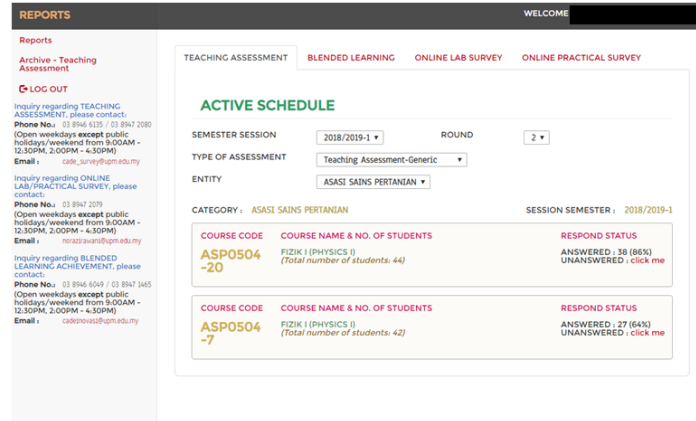 REPORTS
WELCOME
Reports
Archive - Teaching
Assessment
LOG OUT
Inquiry regarding TEACHING
ASSESSMENT, please contact:
Phone No.: 03 8946 6135 / 03 8947 2080
(Open weekdays except public
holidays/weekend from 9:00AM -
12:30PM, 2:00PM - 4:30PM)
Email : cade_survey@upm.edu.my
Inquiry regarding ONLINE
LAB/PRACTICAL SURVEY, please
contact:
Phone No.: 03 8947 2079
(Open weekdays except public
holidays/weekend from 9:00AM -
12:30PM, 2:00PM - 4:30PM)
Email : norazirawani@upm.edu.my
Inquiry regarding BLENDED
LEARNING ACHIEVEMENT, please
contact:
Phone No.: 03 8946 6049 / 03 8947 1465
(Open weekdays except public
holidays/weekend from 9:00AM -
12:30PM, 2:00PM - 4:30PM)
Email : cadeinovasi@upm.edu.my
TEACHING ASSESSMENT BLENDED LEARNING ONLINE LAB SURVEY ONLINE PRACTICAL SURVEY
ACTIVE SCHEDULE
SEMESTER SESSION 2018/2019-1 ROUND 2
TYPE OF ASSESSMENT Teaching Assessment-Generic
ENTITY ASASI SAINS PERTANIAN
CATEGORY : ASASI SAINS PERTANIAN SESSION SEMESTER : 2018/2019-1
COURSE CODE COURSE NAME & NO. OF STUDENTS RESPOND STATUS
ASP0504 FIZIK I (PHYSICS I) ANSWERED : 38 (86%)
-20 (Total number of students: 44) UNANSWERED : click me
COURSE CODE COURSE NAME & NO. OF STUDENTS RESPOND STATUS
ASP0504 FIZIK I (PHYSICS I) ANSWERED : 27 (64%)
-7 (Total number of students: 42) UNANSWERED : click me